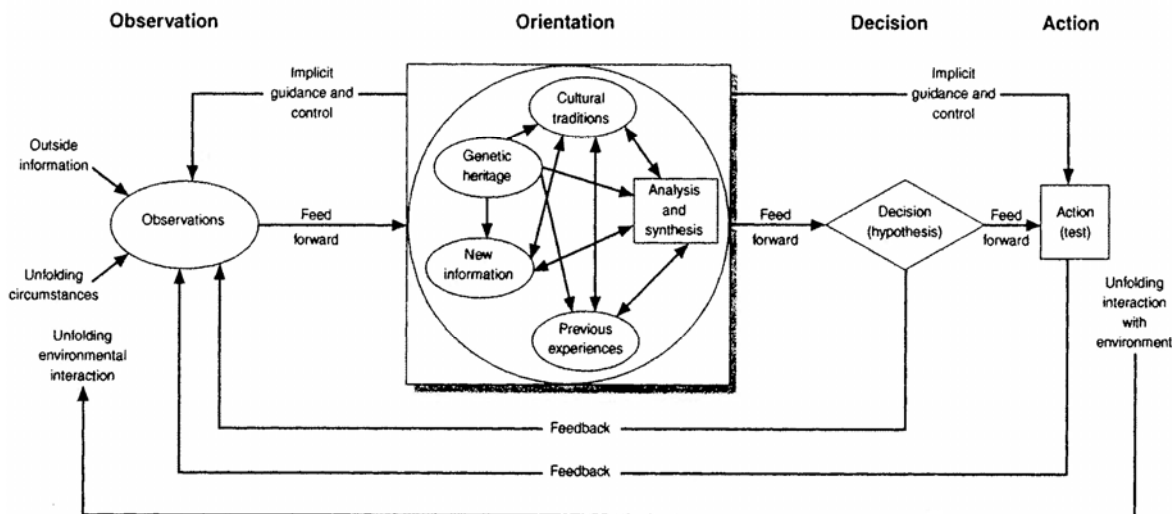 Observation
Orientation
Decision
Action
Implicit
guidance and
control
Cultural
traditions
Implicit
guidance and
control
Outside
information
Genetic
heritage
Observations
Feed
forward
Analysis
and
synthesis
Feed
forward
Decision
(hypothesis)
Feed
forward
Action
(test)
New
information
Unfolding
circumstances
Previous
experiences
Unfolding
environmental
interaction
Unfolding
interaction
with
environment
Feedback
Feedback